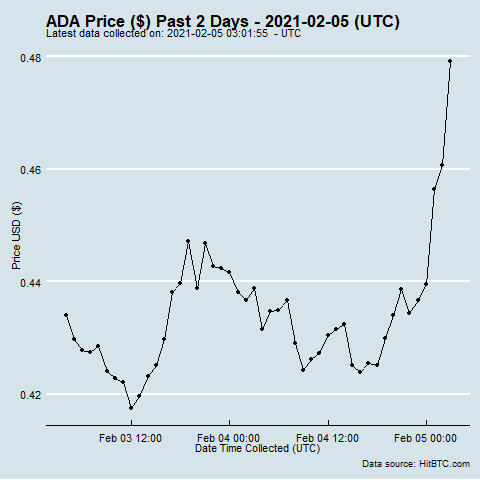 ADA Price ($) Past 2 Days - 2021-02-05 (UTC)
Latest data collected on: 2021-02-05 03:01:55 - UTC
0.48
0.46
0.44
0.42
Price USD ($)
Feb 03 12:00
Feb 04 00:00
Feb 04 12:00
Feb 05 00:00
Date Time Collected (UTC)
Data source: HitBTC.com